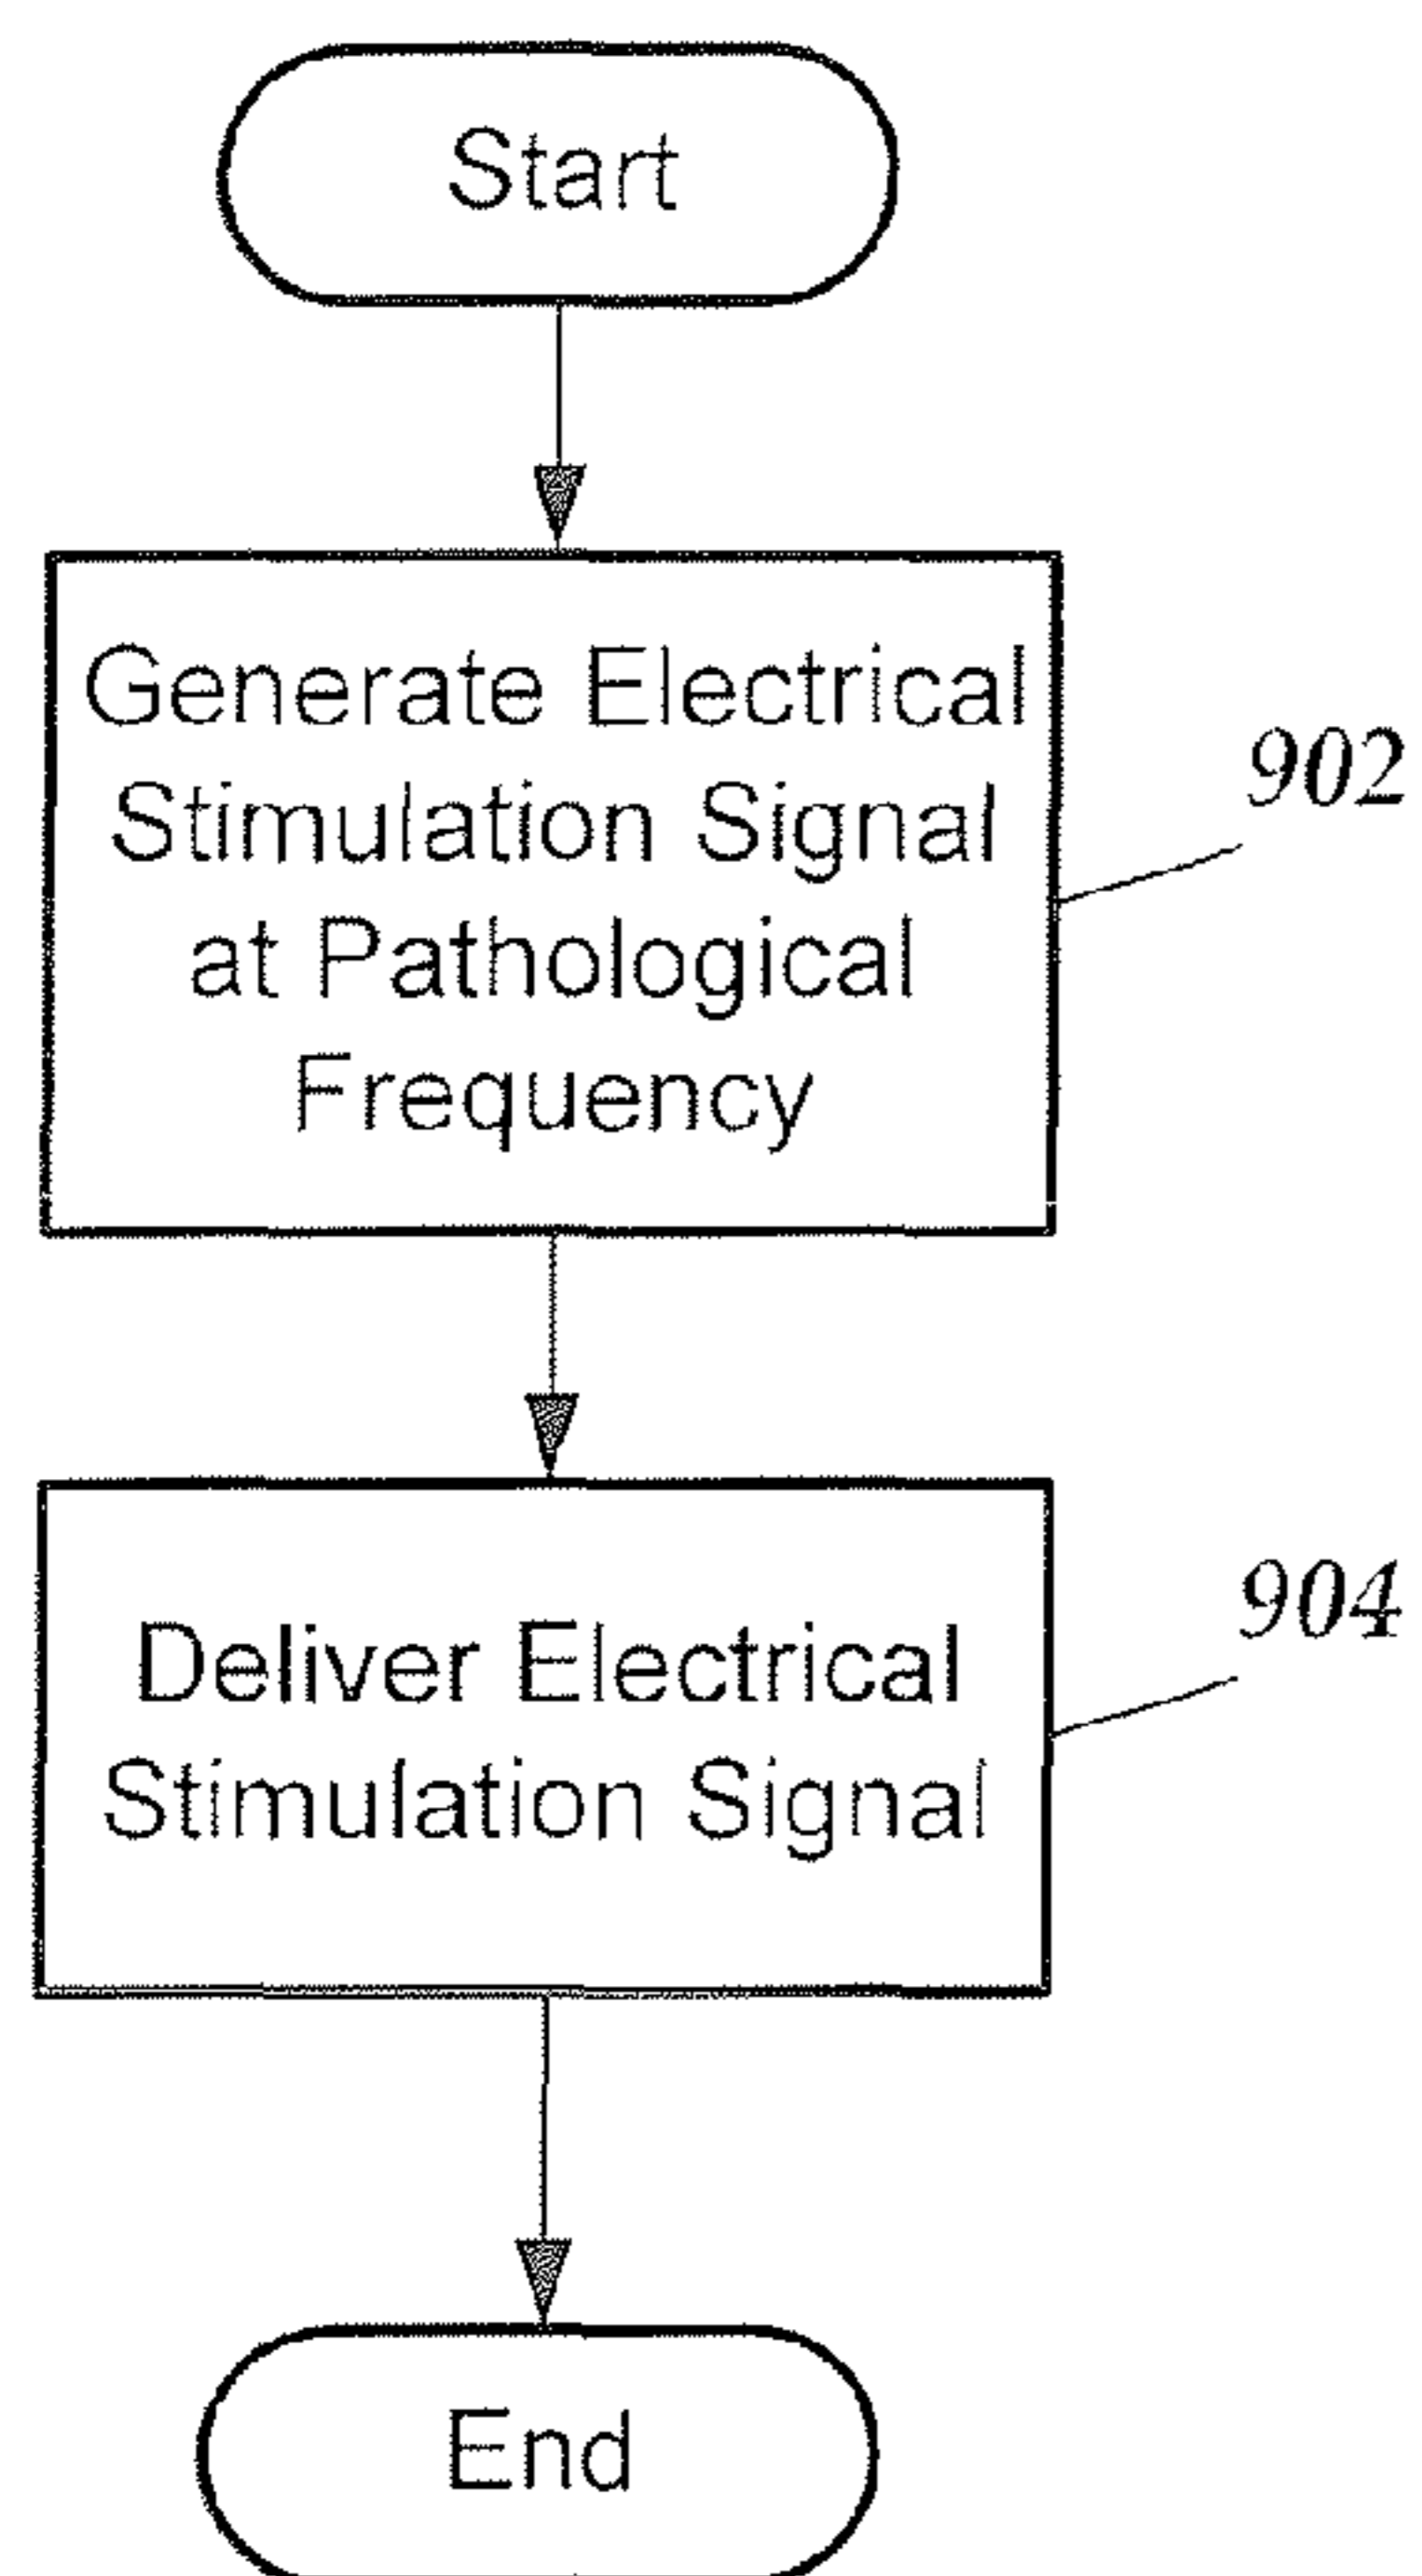 Start
Generate Electrical
Stimulation Signal
at Pathological
Frequency
902
Deliver Electrical
Stimulation Signal
904
End